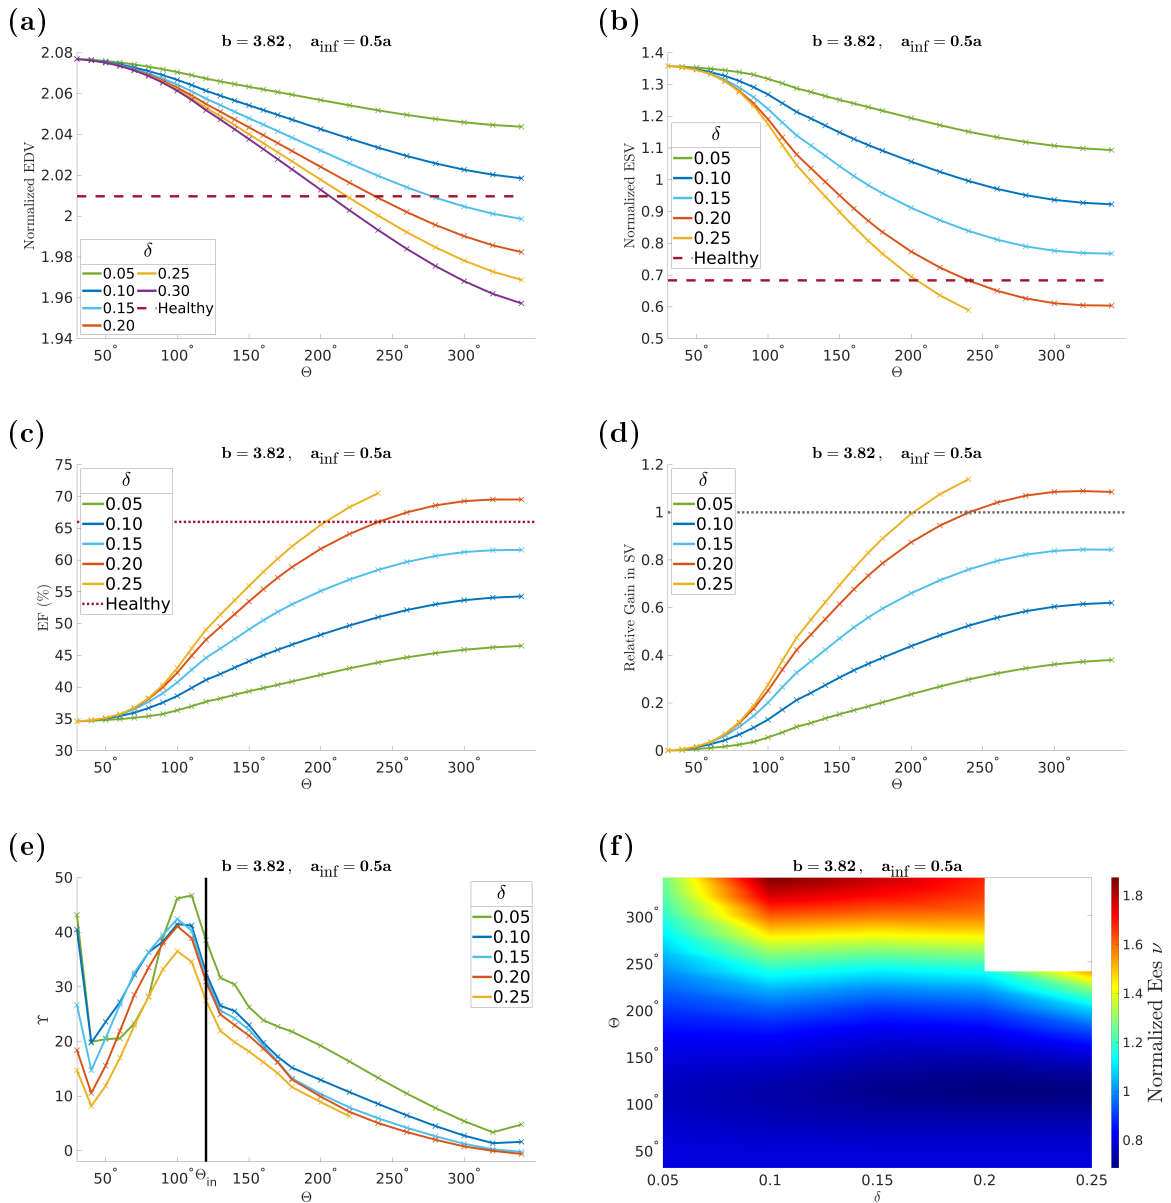 (a)
b = 3.82, a_inf = 0.5a
2.08
2.06
2.04
2.02
2
1.98
1.96
1.94
Normalized EDV
δ
0.05 0.25
0.10 0.30
0.15 Healthy
0.20
50° 100° 150° 200° 250° 300°
Θ
(b)
b = 3.82, a_inf = 0.5a
1.4
1.3
1.2
1.1
1
0.9
0.8
0.7
0.6
0.5
Normalized ESV
δ
0.05
0.10
0.15
0.20
0.25
Healthy
50° 100° 150° 200° 250° 300°
Θ
(c)
b = 3.82, a_inf = 0.5a
75
70
65
60
55
50
45
40
35
30
EF (%)
δ
0.05
0.10
0.15
0.20
0.25
Healthy
50° 100° 150° 200° 250° 300°
Θ
(d)
b = 3.82, a_inf = 0.5a
1.2
1
0.8
0.6
0.4
0.2
0
Relative Gain in SV
δ
0.05
0.10
0.15
0.20
0.25
50° 100° 150° 200° 250° 300°
Θ
(e)
b = 3.82, a_inf = 0.5a
50
40
30
20
10
0
ϒ
δ
0.05
0.10
0.15
0.20
0.25
50° 100° Θ_in 150° 200° 250° 300°
Θ
(f)
b = 3.82, a_inf = 0.5a
300°
250°
200°
150°
100°
50°
Θ
0.05 0.1 0.15 0.2 0.25
δ
1.8
1.6
1.4
1.2
1
0.8
Normalized Ees ν